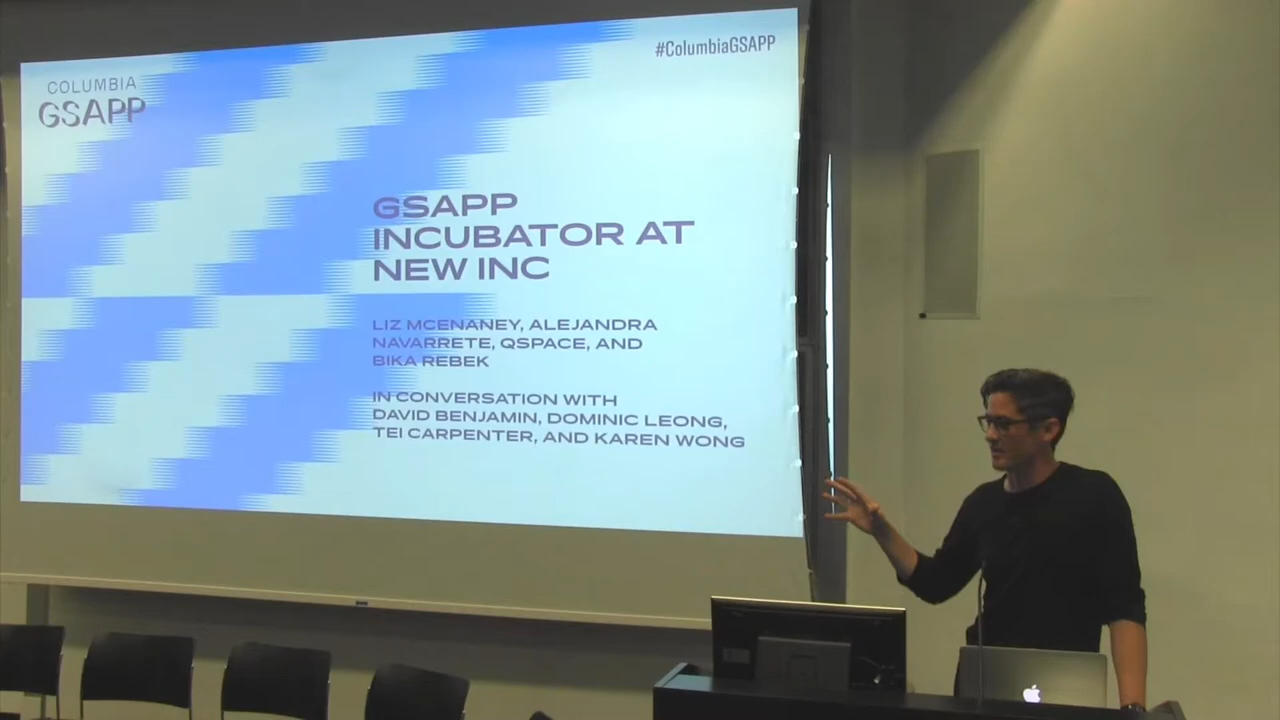 COLUMBIA
GSAPP
#ColumbiaGSAPP
GSAPP
INCUBATOR AT
NEW INC
LIZ MCENANEY, ALEJANDRA
NAVARRETE, QSPACE, AND
BIKA REBEK
IN CONVERSATION WITH
DAVID BENJAMIN, DOMINIC LEONG,
TEI CARPENTER, AND KAREN WONG